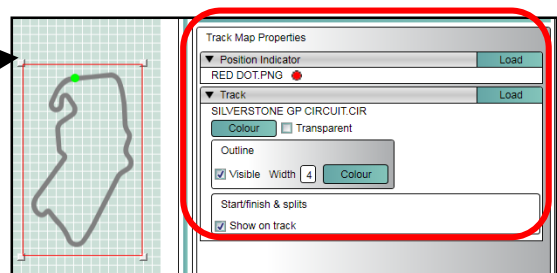 Track Map Properties
Position Indicator Load
RED DOT.PNG
Track Load
SILVERSTONE GP CIRCUIT.CIR
Colour Transparent
Outline
Visible Width 4 Colour
Start/finish & splits
Show on track